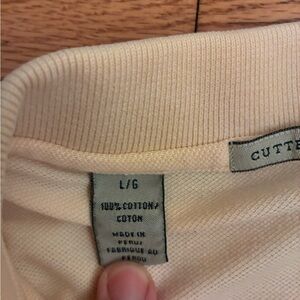 CUTTE
L/G
100% COTTON/
COTON
MADE IN
PERU/
FABRIQUE AU
PEROU